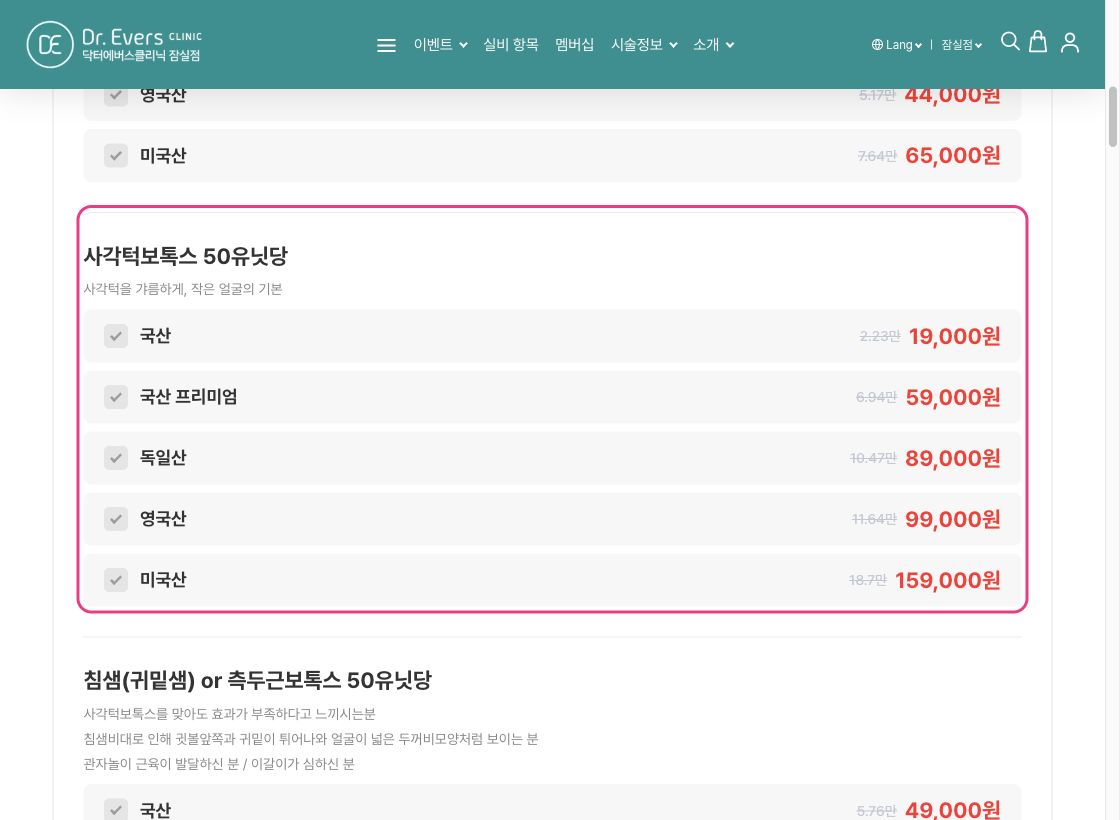 Dr. Evers CLINIC
닥터에버스클리닉 잠실점
이벤트 실비 항목 멤버십 시술정보 소개
Lang 잠실점
영국산 5.17만 44,000원
미국산 7.64만 65,000원
사각턱보톡스 50유닛당
사각턱을 갸름하게, 작은 얼굴의 기본
국산 2.23만 19,000원
국산 프리미엄 6.94만 59,000원
독일산 10.47만 89,000원
영국산 11.64만 99,000원
미국산 18.7만 159,000원
침샘(귀밑샘) or 측두근보톡스 50유닛당
사각턱보톡스를 맞아도 효과가 부족하다고 느끼시는분
침샘비대로 인해 귓볼앞쪽과 귀밑이 튀어나와 얼굴이 넓은 두꺼비모양처럼 보이는 분
관자놀이 근육이 발달하신 분 / 이갈이가 심하신 분
국산 5.76만 49,000원